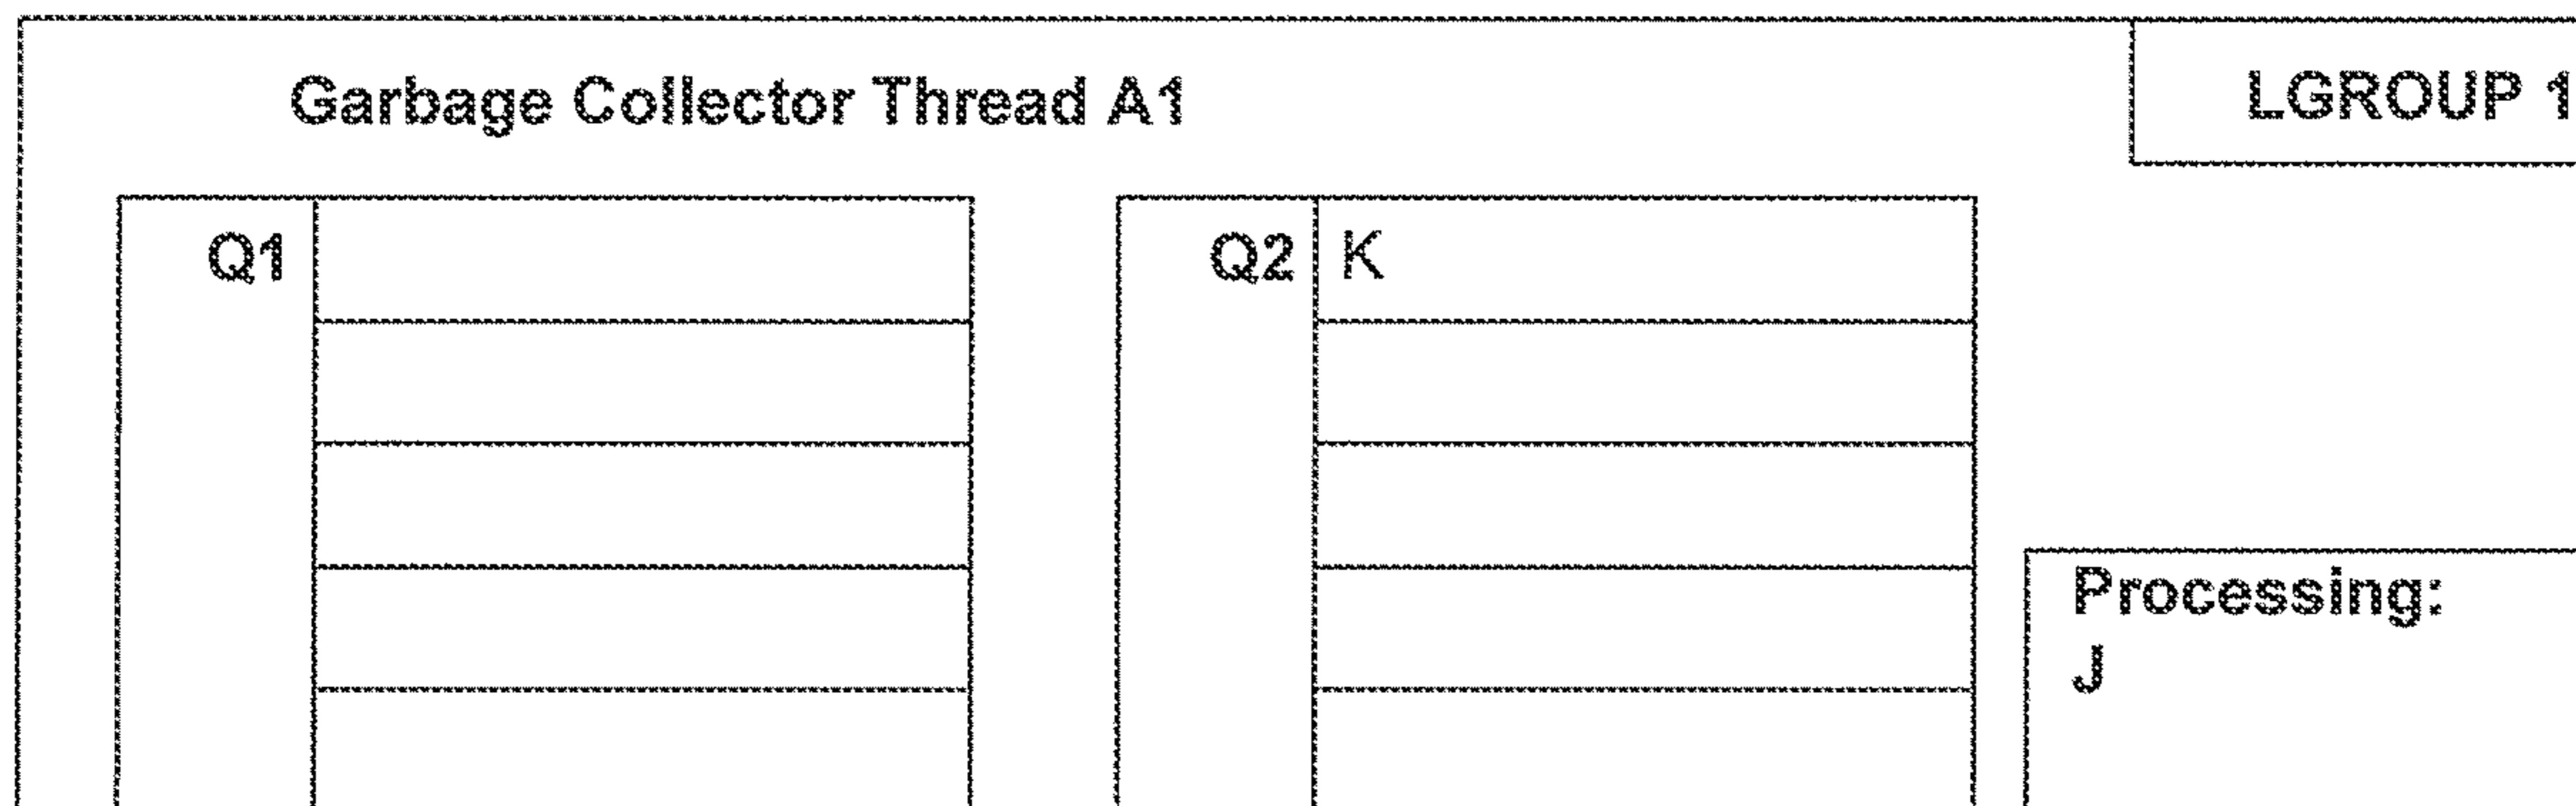 Garbage Collector Thread A1
LGROUP 1
Q1
Q2 K
Processing:
J